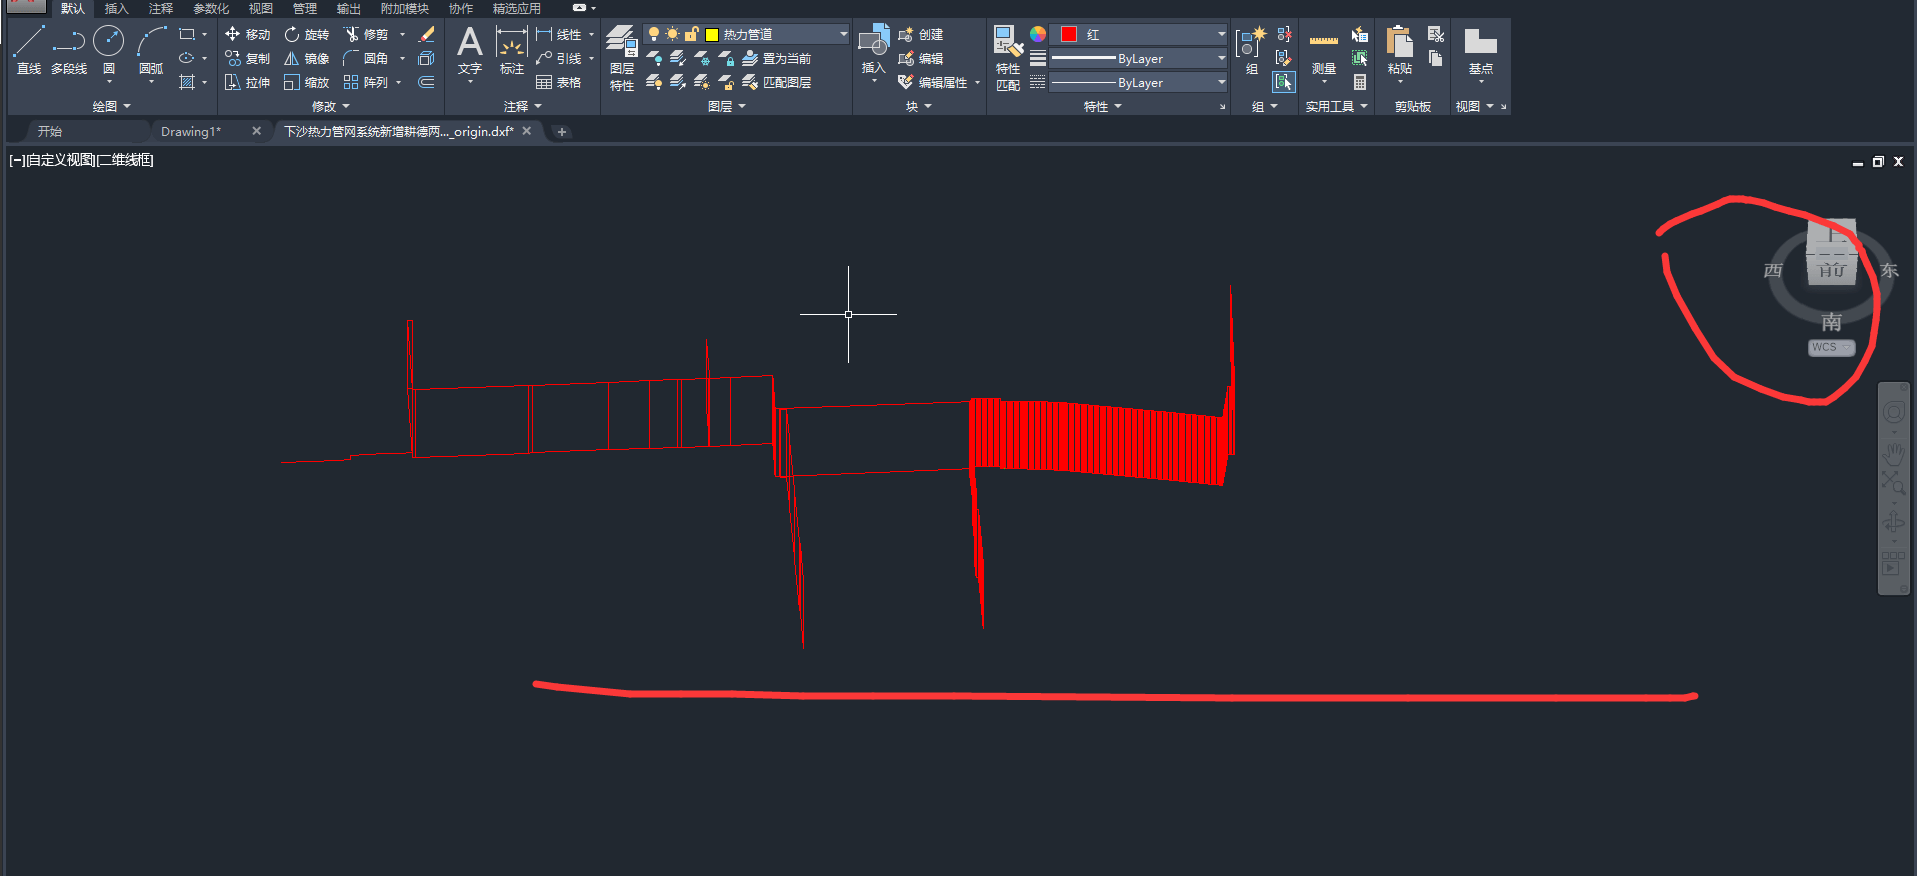 默认 插入 注释 参数化 视图 管理 输出 附加模块 协作 精选应用
直线 多段线 圆 圆弧
移动 旋转 修剪
复制 镜像 圆角
拉伸 缩放 阵列
文字 标注
线性
引线
表格
图层
特性
热力管道
置为当前
匹配图层
插入
创建
编辑
编辑属性
特性
匹配
红
ByLayer
ByLayer
组
测量
粘贴
基点
绘图 修改 注释 图层 块 特性 组 实用工具 剪贴板 视图
开始 Drawing1* 下沙热力管网系统新增耕德两..._origin.dxf*
[−][自定义视图][二维线框]
上
前
西 东
南
WCS